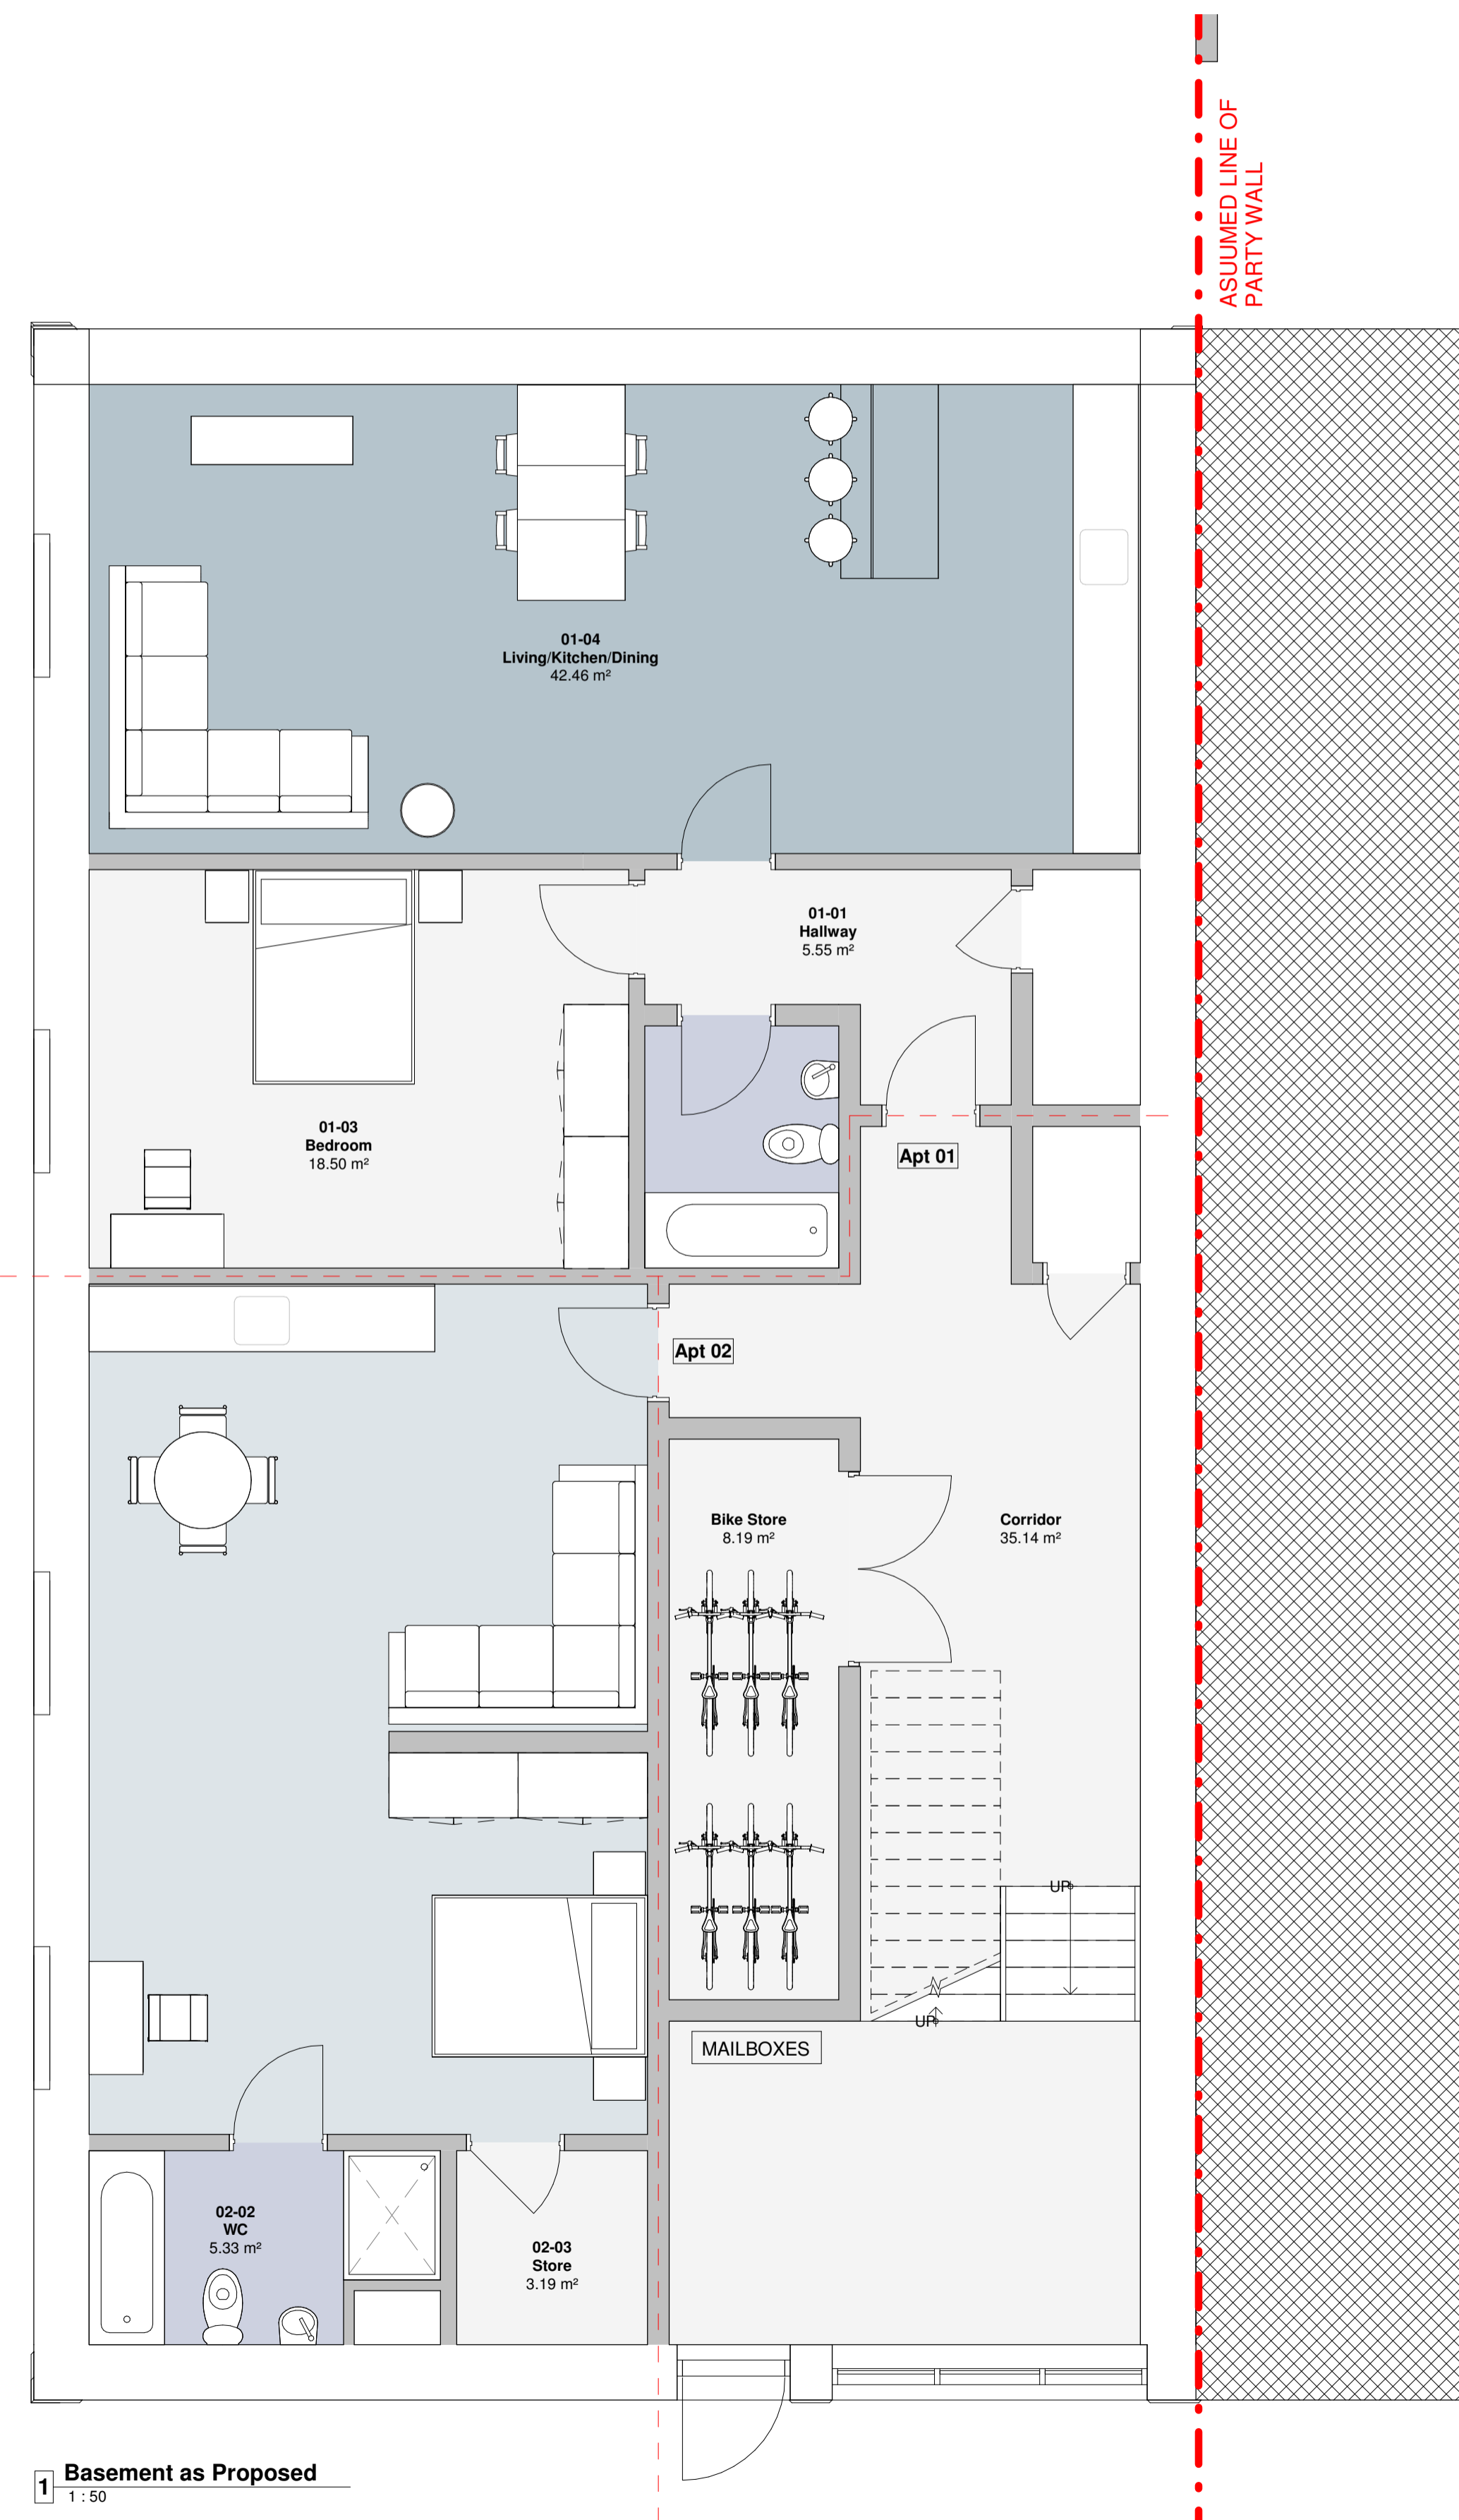 ASUUMED LINE OF
PARTY WALL
01-04
Living/Kitchen/Dining
42.46 m²
01-01
Hallway
5.55 m²
01-03
Bedroom
18.50 m²
Apt 01
Apt 02
Bike Store
8.19 m²
Corridor
35.14 m²
UP
UP
MAILBOXES
02-02
WC
5.33 m²
02-03
Store
3.19 m²
1 Basement as Proposed
1 : 50